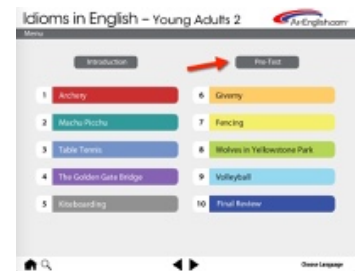 Idioms in English – Young Adults 2
ArEnglish.com
Menu
Introduction
Pre-Test
1 Archery
2 Machu Picchu
3 Table Tennis
4 The Golden Gate Bridge
5 Kiteboarding
6 Giverny
7 Fencing
8 Wolves in Yellowstone Park
9 Volleyball
10 Final Review
Choose Language